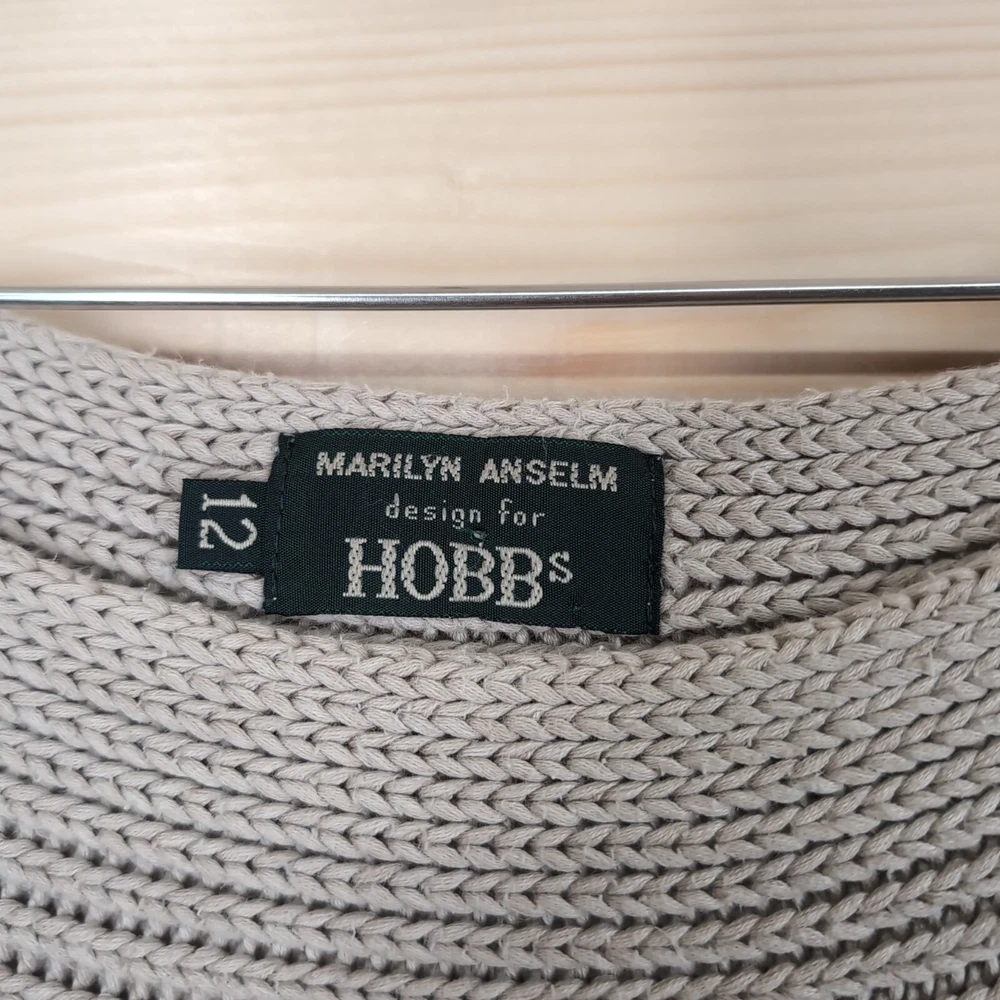 MARILYN ANSELM
design for
HOBBs
12